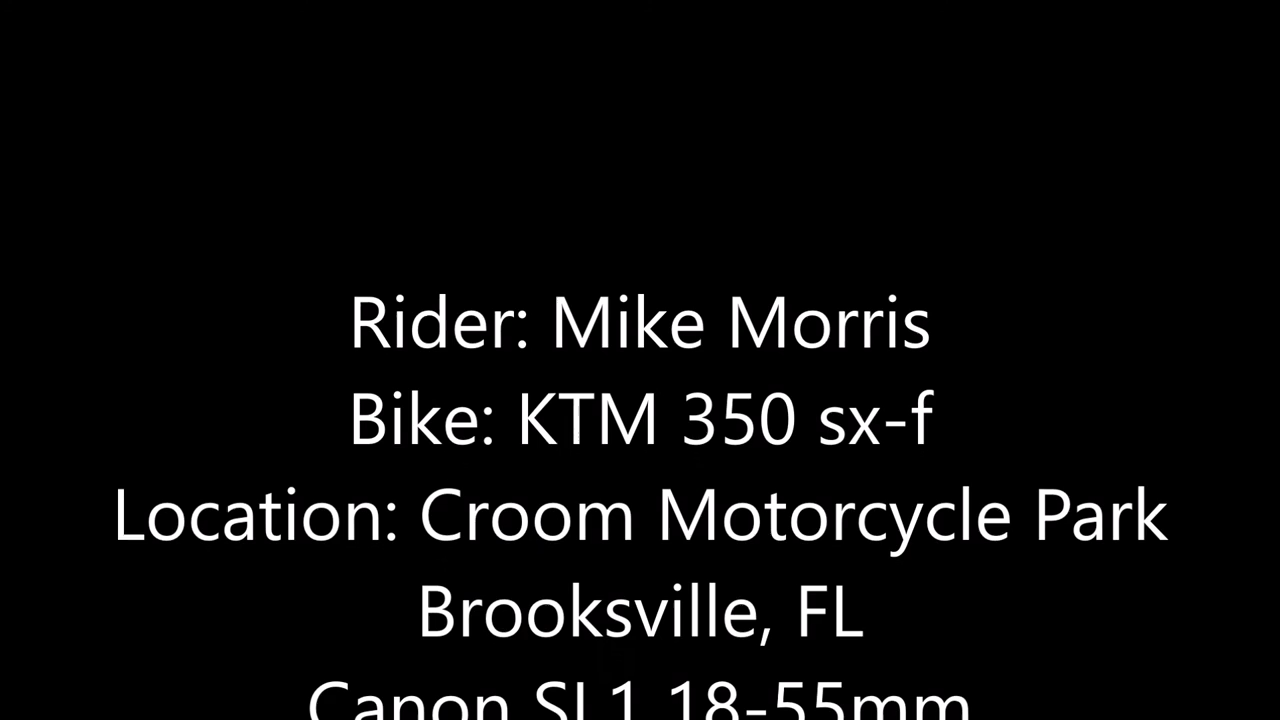 Rider: Mike Morris
Bike: KTM 350 sx-f
Location: Croom Motorcycle Park
Brooksville, FL
Canon SL1 18-55mm